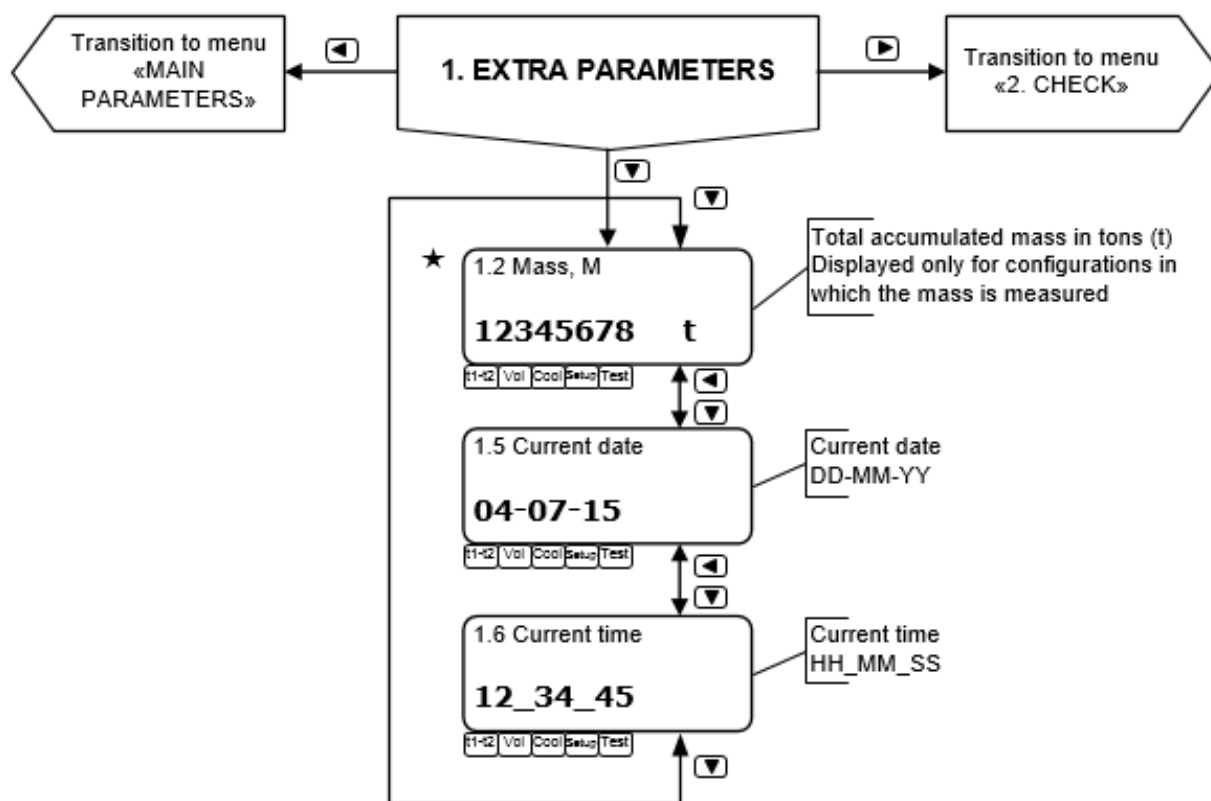 Transition to menu
«MAIN
PARAMETERS»
1. EXTRA PARAMETERS
Transition to menu
«2. CHECK»
1.2 Mass, M
12345678 t
t1-t2 Vol Cool Setup Test
Total accumulated mass in tons (t)
Displayed only for configurations in
which the mass is measured
1.5 Current date
04-07-15
t1-t2 Vol Cool Setup Test
Current date
DD-MM-YY
1.6 Current time
12_34_45
t1-t2 Vol Cool Setup Test
Current time
HH_MM_SS